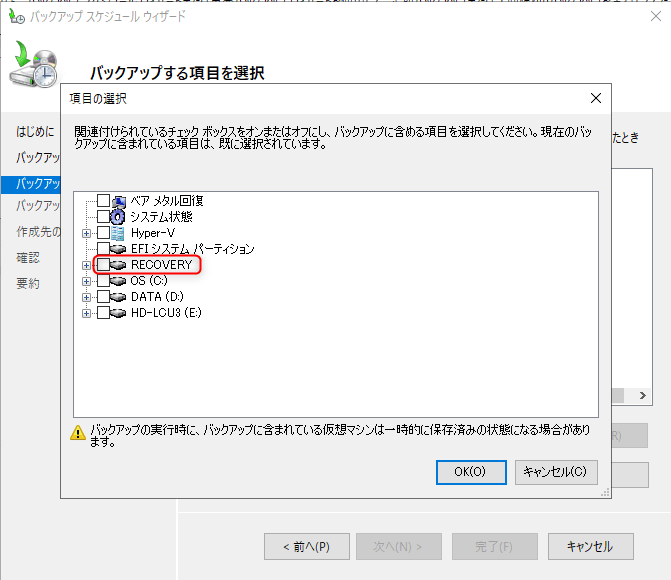 バックアップ スケジュール ウィザード
バックアップする項目を選択
項目の選択
はじめに
関連付けられているチェック ボックスをオンまたはオフにし、バックアップに含める項目を選択してください。現在のバッ
クアップに含まれている項目は、既に選択されています。
たとき
バックアッ
バックアッ
バックアッ
作成先の
確認
要約
ベア メタル回復
システム状態
Hyper-V
EFI システム パーティション
RECOVERY
OS (C:)
DATA (D:)
HD-LCU3 (E:)
バックアップの実行時に、バックアップに含まれている仮想マシンは一時的に保存済みの状態になる場合があり
ます。
R)
OK(O)
キャンセル(C)
< 前へ(P)
次へ(N) >
完了(F)
キャンセル